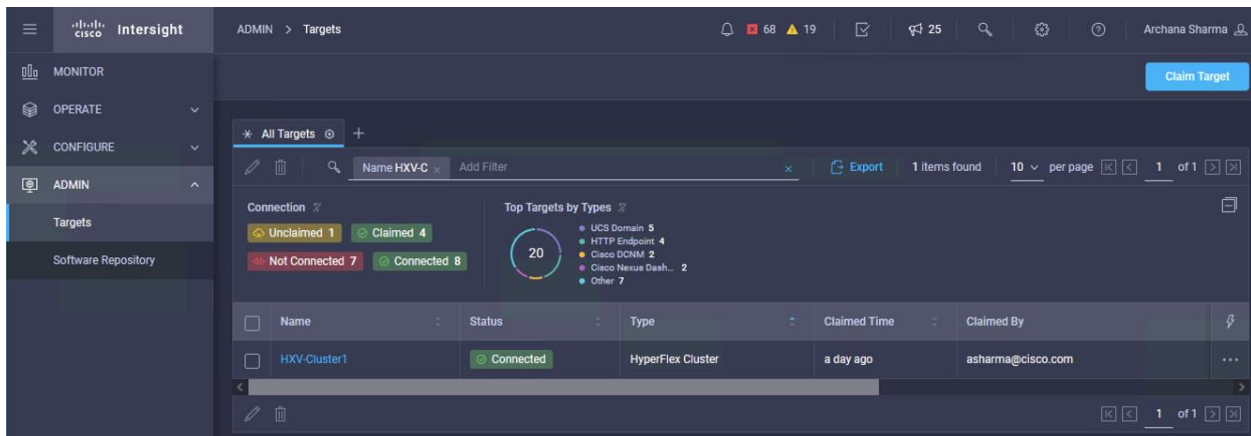 cisco Intersight
ADMIN > Targets
68 19
25
Archana Sharma
MONITOR
OPERATE
CONFIGURE
ADMIN
Targets
Software Repository
Claim Target
All Targets +
Name HXV-C × Add Filter × Export 1 items found 10 per page 1 of 1
Connection
Unclaimed 1 Claimed 4
Not Connected 7 Connected 8
Top Targets by Types
20
UCS Domain 5
HTTP Endpoint 4
Cisco DCNM 2
Cisco Nexus Dash... 2
Other 7
Name Status Type Claimed Time Claimed By
HXV-Cluster1 Connected HyperFlex Cluster a day ago asharma@cisco.com ...
1 of 1